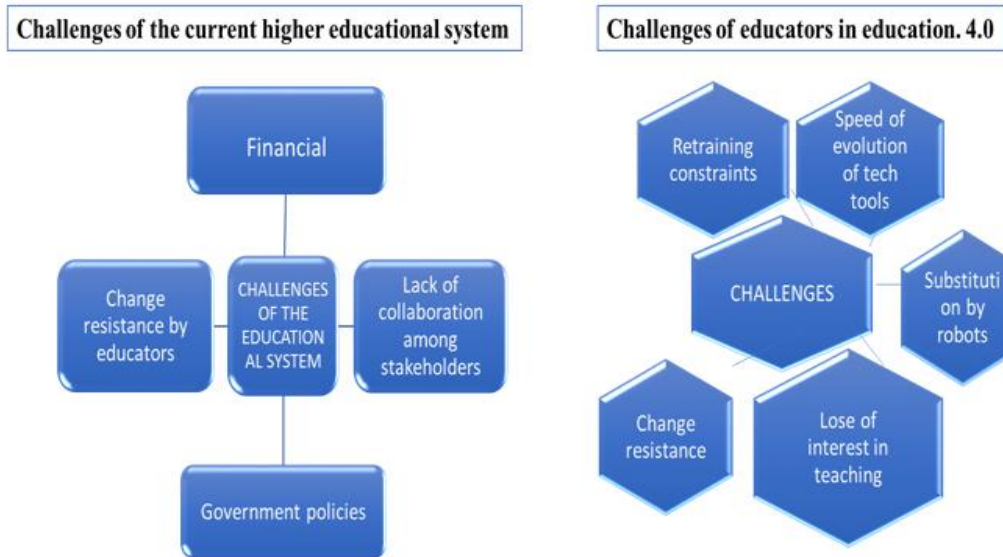 Challenges of the current higher educational system
Financial
Change
resistance by
educators
CHALLENGES
OF THE
EDUCATION
AL SYSTEM
Lack of
collaboration
among
stakeholders
Government policies
Challenges of educators in education. 4.0
Retraining
constraints
Speed of
evolution
of tech
tools
CHALLENGES
Substituti
on by
robots
Change
resistance
Lose of
interest in
teaching